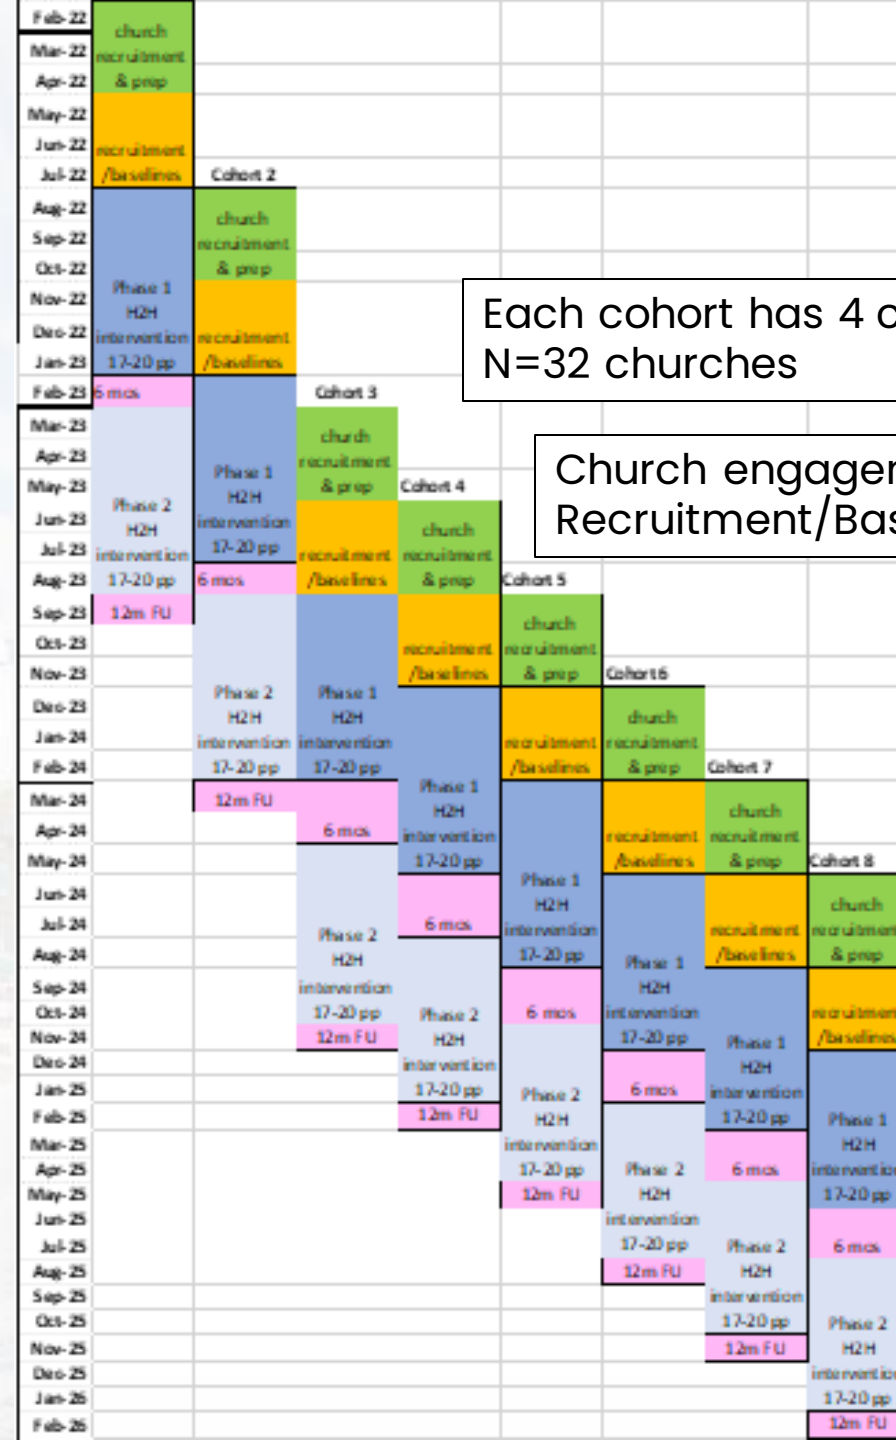 Feb-22
Mar-22
Apr-22
May-22
Jun-22
Jul-22
Aug-22
Sep-22
Oct-22
Nov-22
Dec-22
Jan-23
Feb-23
Mar-23
Apr-23
May-23
Jun-23
Jul-23
Aug-23
Sep-23
Oct-23
Nov-23
Dec-23
Jan-24
Feb-24
Mar-24
Apr-24
May-24
Jun-24
Jul-24
Aug-24
Sep-24
Oct-24
Nov-24
Dec-24
Jan-25
Feb-25
Mar-25
Apr-25
May-25
Jun-25
Jul-25
Aug-25
Sep-25
Oct-25
Nov-25
Dec-25
Jan-26
Feb-26
church
recruitment
& prep
recruitment
/baselines
Phase 1
H2H
intervention
17-20 pp
6 mos
Phase 2
H2H
intervention
17-20 pp
12m FU
Cohort 2
church
recruitment
& prep
recruitment
/baselines
Phase 1
H2H
intervention
17-20 pp
6 mos
Phase 2
H2H
intervention
17-20 pp
12m FU
Cohort 3
church
recruitment
& prep
recruitment
/baselines
Phase 1
H2H
intervention
17-20 pp
6 mos
Phase 2
H2H
intervention
17-20 pp
12m FU
Cohort 4
church
recruitment
& prep
recruitment
/baselines
Phase 1
H2H
intervention
17-20 pp
6 mos
Phase 2
H2H
intervention
17-20 pp
12m FU
Cohort 5
church
recruitment
& prep
recruitment
/baselines
Phase 1
H2H
intervention
17-20 pp
6 mos
Phase 2
H2H
intervention
17-20 pp
12m FU
Cohort 6
church
recruitment
& prep
recruitment
/baselines
Phase 1
H2H
intervention
17-20 pp
6 mos
Phase 2
H2H
intervention
17-20 pp
12m FU
Cohort 7
church
recruitment
& prep
recruitment
/baselines
Phase 1
H2H
intervention
17-20 pp
6 mos
Phase 2
H2H
intervention
17-20 pp
12m FU
Cohort 8
church
recruitmen
& prep
recruitmen
/baselines
Phase 1
H2H
interventio
17-20 pp
6 mos
Phase 2
H2H
interventio
17-20 pp
12m FU
Each cohort has 4 c
N=32 churches
Church engager
Recruitment/Bas